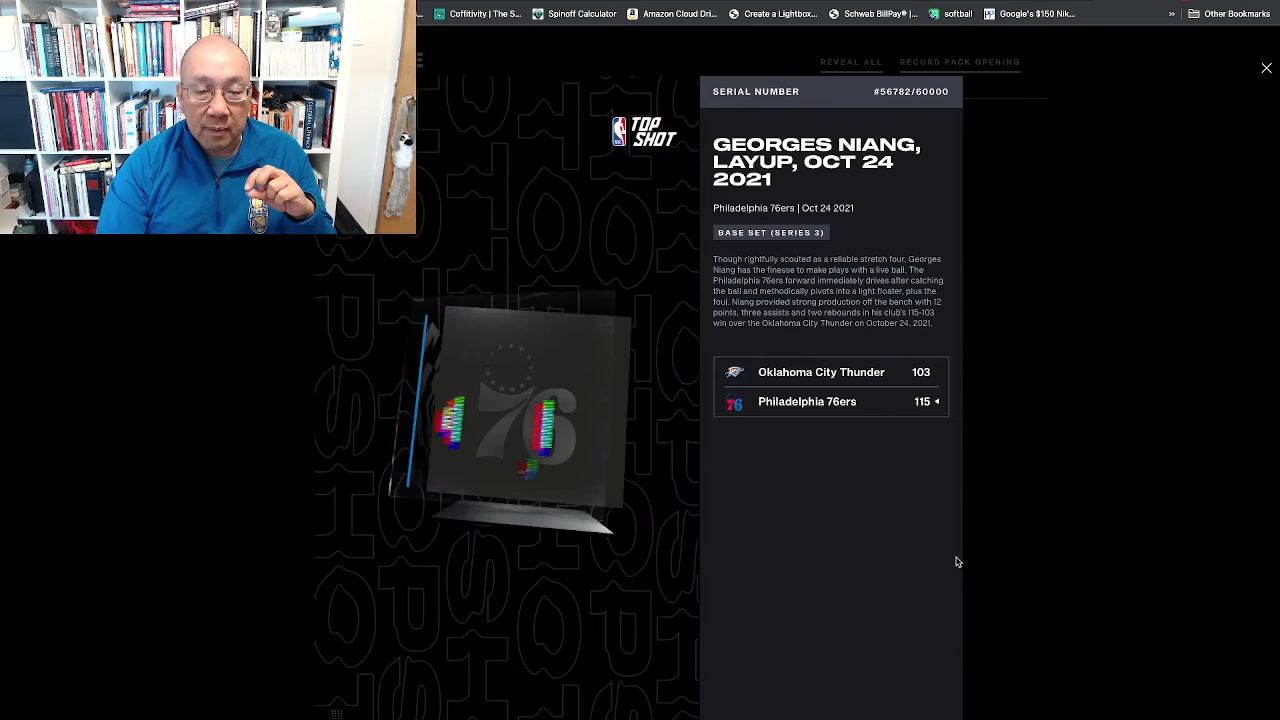 Coffitivity | The S...
Spinoff Calculator
Amazon Cloud Dri...
Create a Lightbox...
Quick BillPay |...
softball
Google's $150 Nik...
»
Other Bookmarks
REVEAL ALL
RECORD PACK OPENING
SERIAL NUMBER
#56782/60000
TOP
SHOT
GEORGES NIANG,
LAYUP, OCT 24
2021
Philadelphia 76ers | Oct 24 2021
BASE SET (SERIES 3)
Though rightfully scouted as a reliable stretch four, Georges
Niang has the finesse to make plays with a live ball. The
Philadelphia 76ers forward immediately drives after catching
the ball and methodically pivots into a light floater, plus the
foul. Niang provided strong production off the bench with 12
points, three assists and two rebounds in his club's 115-103
win over the Oklahoma City Thunder on October 24, 2021.
Oklahoma City Thunder 103
76 Philadelphia 76ers 115
76